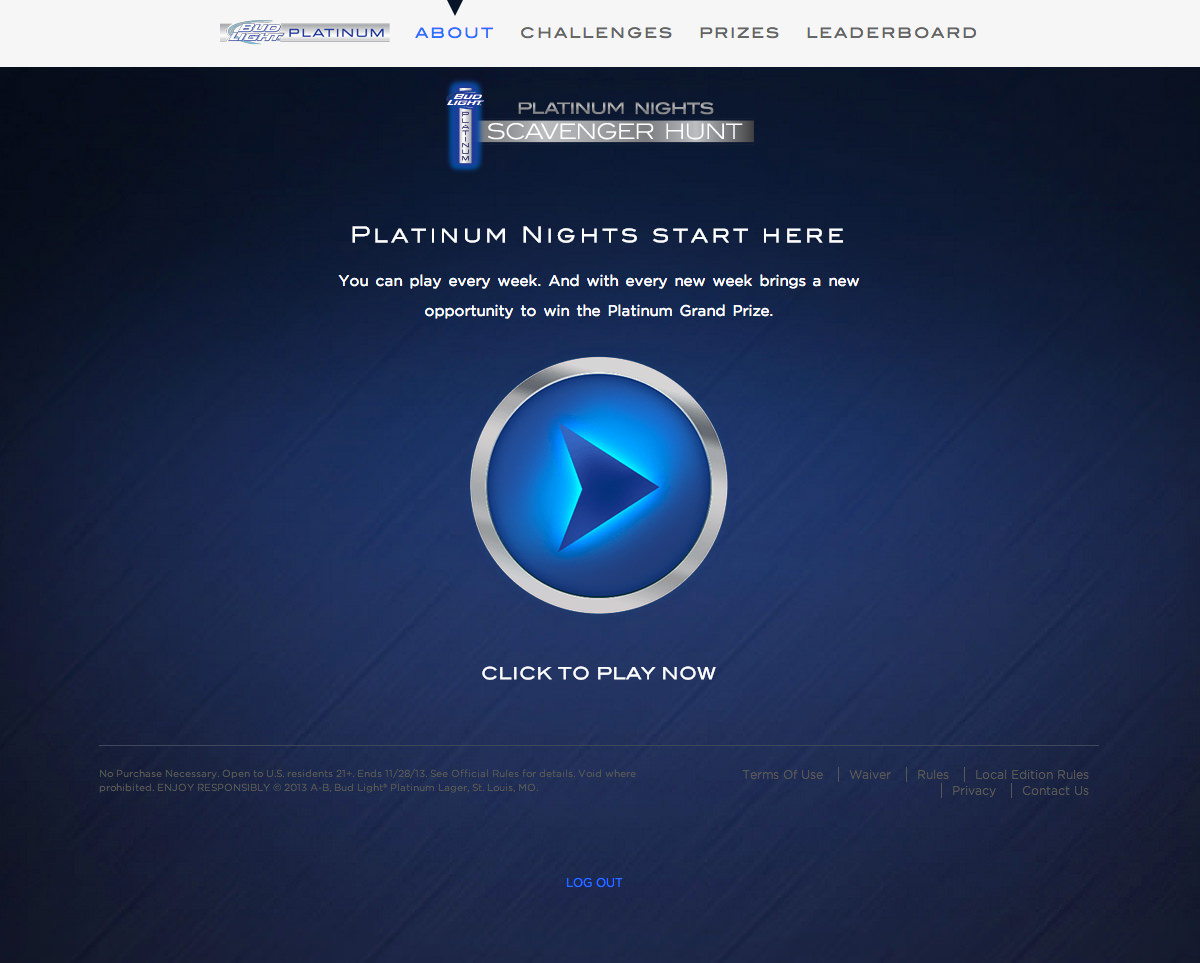 BUD LIGHT PLATINUM ABOUT CHALLENGES PRIZES LEADERBOARD
BUD LIGHT PLATINUM
PLATINUM NIGHTS
SCAVENGER HUNT
PLATINUM NIGHTS START HERE
You can play every week. And with every new week brings a new
opportunity to win the Platinum Grand Prize.
CLICK TO PLAY NOW
No Purchase Necessary. Open to U.S. residents 21+. Ends 11/28/13. See Official Rules for details. Void where
prohibited. ENJOY RESPONSIBLY © 2013 A-B, Bud Light® Platinum Lager, St. Louis, MO.
Terms Of Use | Waiver | Rules | Local Edition Rules
| Privacy | Contact Us
LOG OUT